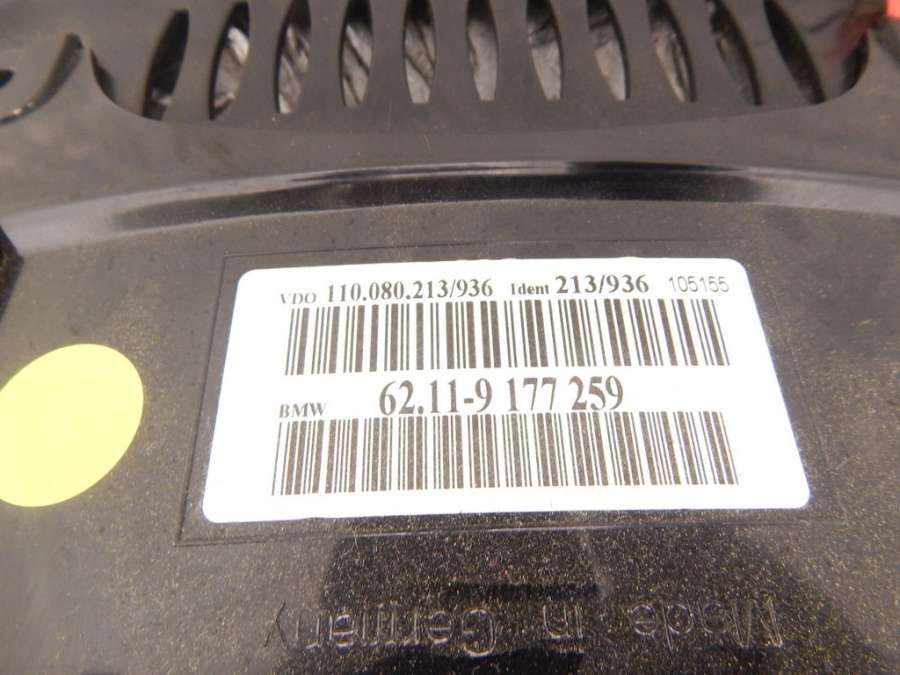 VDO 110.080.213/936 Ident 213/936 105155
BMW 62.11-9 177 259
Made in Germany